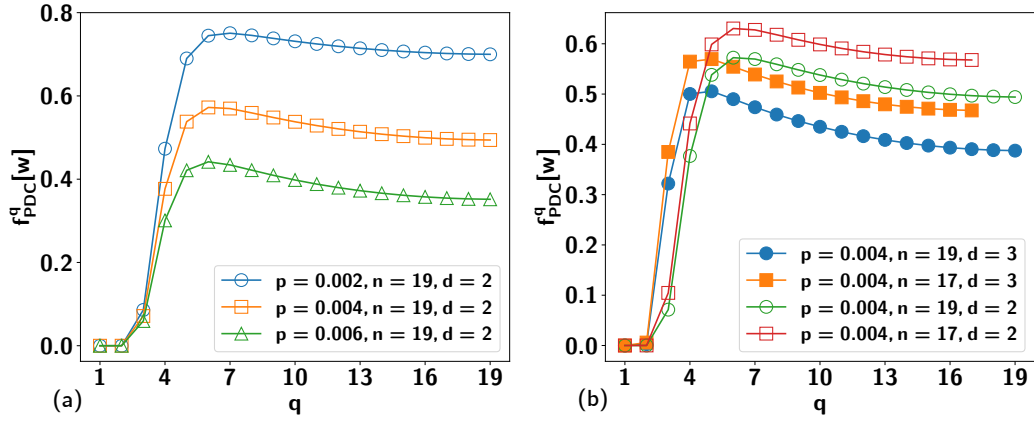 0.8
0.6
0.4
0.2
0.0
f^q_PDC[w]
p = 0.002, n = 19, d = 2
p = 0.004, n = 19, d = 2
p = 0.006, n = 19, d = 2
1 4 7 10 13 16 19
q
(a)
0.6
0.5
0.4
0.3
0.2
0.1
0.0
f^q_PDC[w]
p = 0.004, n = 19, d = 3
p = 0.004, n = 17, d = 3
p = 0.004, n = 19, d = 2
p = 0.004, n = 17, d = 2
1 4 7 10 13 16 19
q
(b)